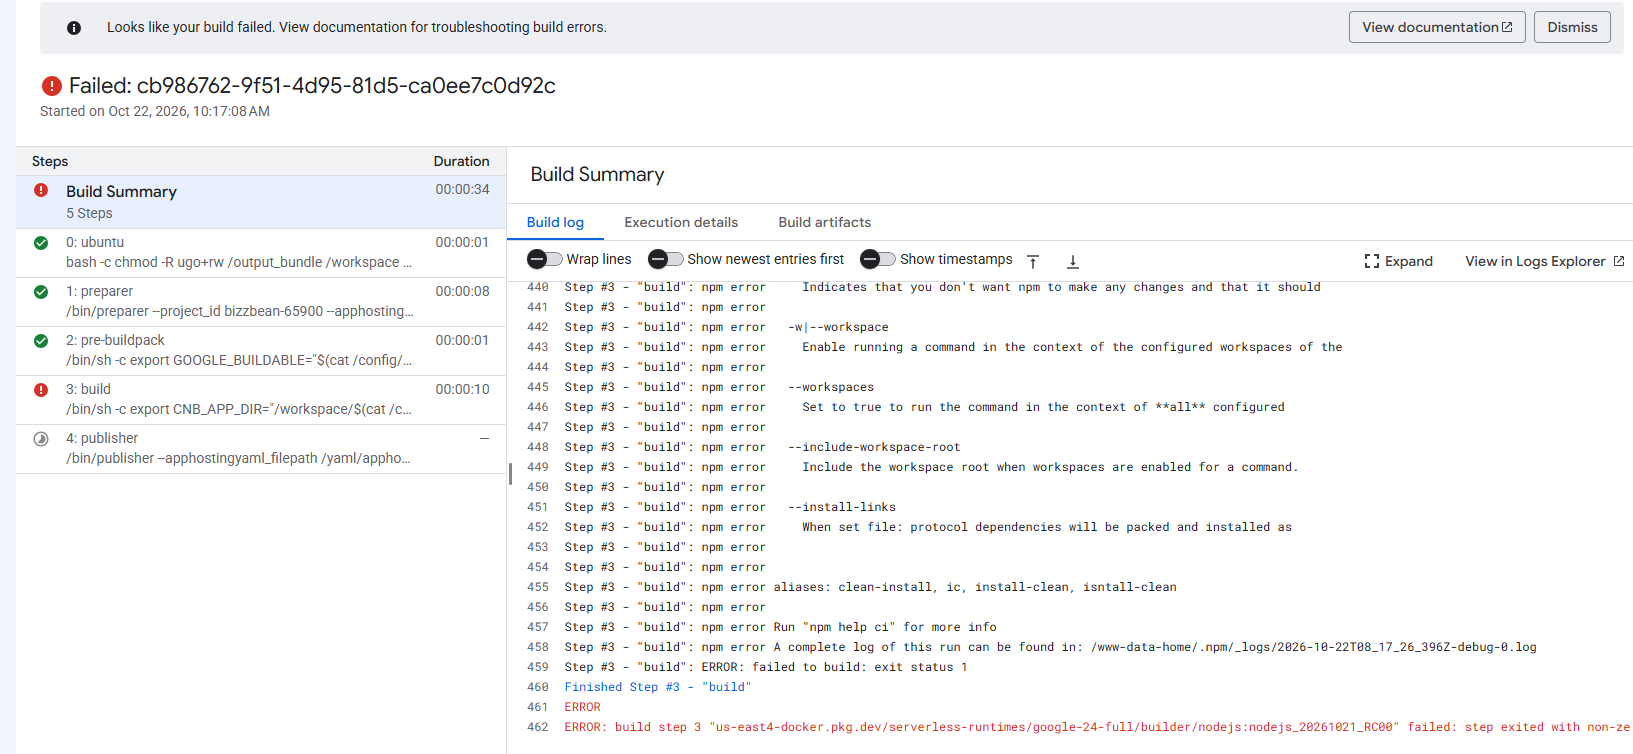 Looks like your build failed. View documentation for troubleshooting build errors.
View documentation
Dismiss
Failed: cb986762-9f51-4d95-81d5-ca0ee7c0d92c
Started on Oct 22, 2026, 10:17:08 AM
Steps
Duration
Build Summary
00:00:34
5 Steps
0: ubuntu
00:00:01
bash -c chmod -R ugo+rw /output_bundle /workspace ...
1: preparer
00:00:08
/bin/preparer --project_id bizzbean-65900 --apphosting...
2: pre-buildpack
00:00:01
/bin/sh -c export GOOGLE_BUILDABLE="$(cat /config/...
3: build
00:00:10
/bin/sh -c export CNB_APP_DIR="/workspace/$(cat /c...
4: publisher
—
/bin/publisher --apphostingyaml_filepath /yaml/appho...
Build Summary
Build log
Execution details
Build artifacts
Wrap lines
Show newest entries first
Show timestamps
Expand
View in Logs Explorer
440 Step #3 - "build": npm error     Indicates that you don't want npm to make any changes and that it should
441 Step #3 - "build": npm error
442 Step #3 - "build": npm error   -w|--workspace
443 Step #3 - "build": npm error     Enable running a command in the context of the configured workspaces of the
444 Step #3 - "build": npm error
445 Step #3 - "build": npm error   --workspaces
446 Step #3 - "build": npm error     Set to true to run the command in the context of **all** configured
447 Step #3 - "build": npm error
448 Step #3 - "build": npm error   --include-workspace-root
449 Step #3 - "build": npm error     Include the workspace root when workspaces are enabled for a command.
450 Step #3 - "build": npm error
451 Step #3 - "build": npm error   --install-links
452 Step #3 - "build": npm error     When set file: protocol dependencies will be packed and installed as
453 Step #3 - "build": npm error
454 Step #3 - "build": npm error
455 Step #3 - "build": npm error aliases: clean-install, ic, install-clean, isntall-clean
456 Step #3 - "build": npm error
457 Step #3 - "build": npm error Run "npm help ci" for more info
458 Step #3 - "build": npm error A complete log of this run can be found in: /www-data-home/.npm/_logs/2026-10-22T08_17_26_396Z-debug-0.log
459 Step #3 - "build": ERROR: failed to build: exit status 1
460 Finished Step #3 - "build"
461 ERROR
462 ERROR: build step 3 "us-east4-docker.pkg.dev/serverless-runtimes/google-24-full/builder/nodejs:nodejs_20261021_RC00" failed: step exited with non-ze